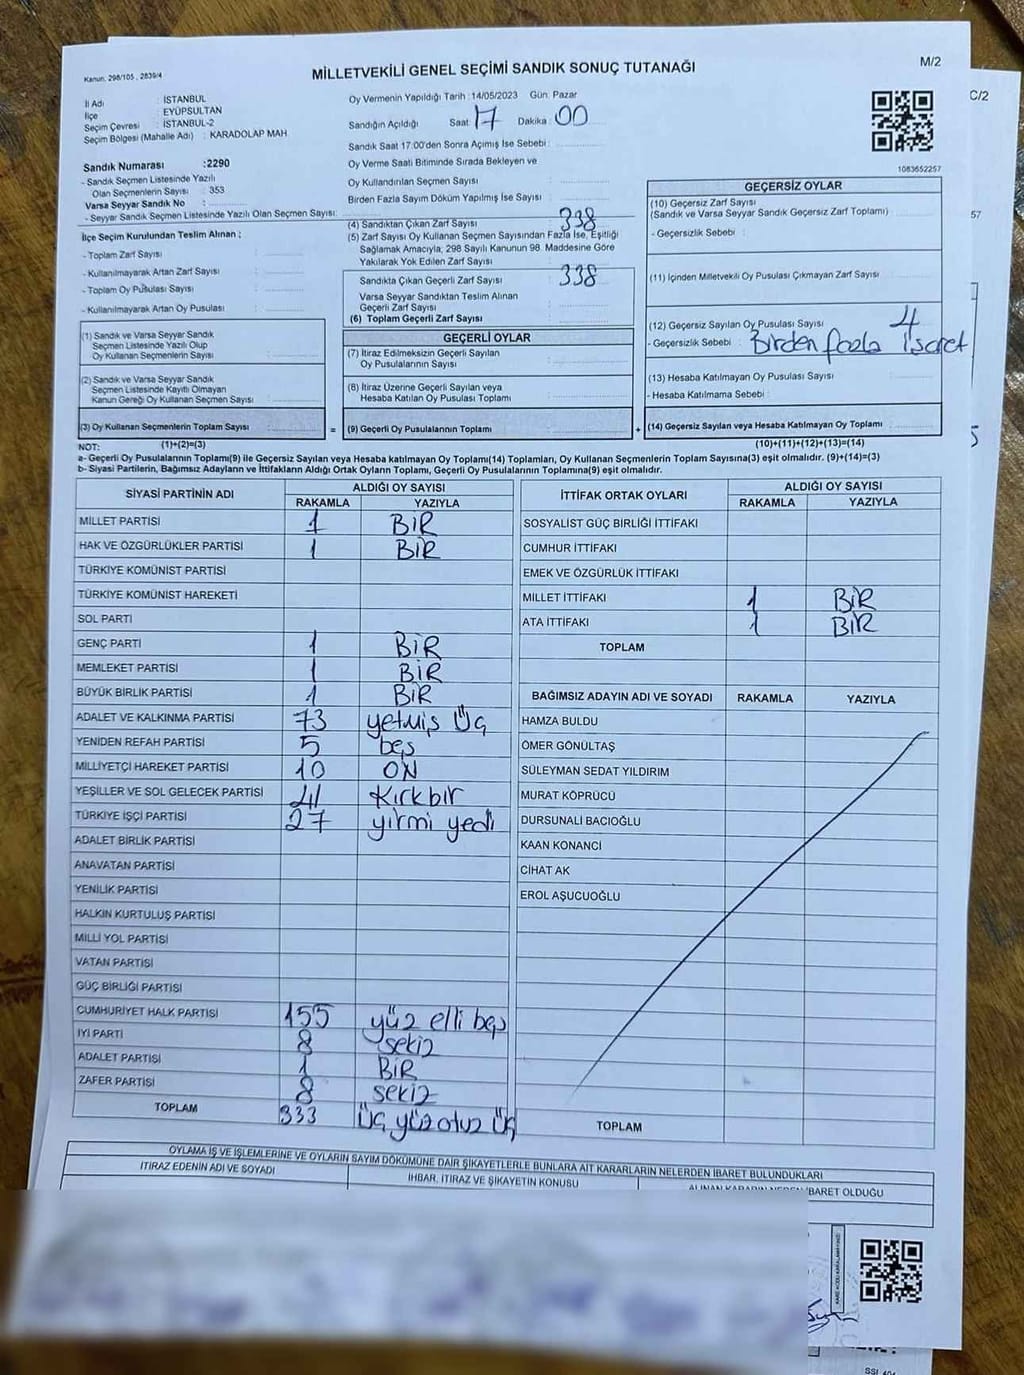 M/2
Kanun, 298/105 , 2839/4
MİLLETVEKİLİ GENEL SEÇİMİ SANDIK SONUÇ TUTANAĞI
C/2
İl Adı : İSTANBUL
İlçe : EYÜPSULTAN
Seçim Çevresi : İSTANBUL-2
Seçim Bölgesi (Mahalle Adı) : KARADOLAP MAH
Sandık Numarası :2290
- Sandık Seçmen Listesinde Yazılı
Olan Seçmenlerin Sayısı : 353
Varsa Seyyar Sandık No :
- Seyyar Sandık Seçmen Listesinde Yazılı Olan Seçmen Sayısı:
Oy Vermenin Yapıldığı Tarih :14/05/2023 Gün: Pazar
Sandığın Açıldığı Saat 17 Dakika : 00
Sandık Saat 17:00'den Sonra Açımış İse Sebebi :
Oy Verme Saati Bitiminde Sırada Bekleyen ve
Oy Kullandırılan Seçmen Sayısı :
Birden Fazla Sayım Döküm Yapılmış İse Sayısı :
1083652257
57
İlçe Seçim Kurulundan Teslim Alınan ;
- Toplam Zarf Sayısı :
- Kullanılmayarak Artan Zarf Sayısı :
- Toplam Oy Pusulası Sayısı :
- Kullanılmayarak Artan Oy Pusulası :
(4) Sandıktan Çıkan Zarf Sayısı : 338
(5) Zarf Sayısı Oy Kullanan Seçmen Sayısından Fazla İse, Eşitliği
Sağlamak Amacıyla, 298 Sayılı Kanunun 98. Maddesine Göre
Yakılarak Yok Edilen Zarf Sayısı :
Sandıkta Çıkan Geçerli Zarf Sayısı : 338
Varsa Seyyar Sandıktan Teslim Alınan
Geçerli Zarf Sayısı :
(6) Toplam Geçerli Zarf Sayısı :
GEÇERSİZ OYLAR
(10) Geçersiz Zarf Sayısı
(Sandık ve Varsa Seyyar Sandık Geçersiz Zarf Toplamı) :
- Geçersizlik Sebebi :
(11) İçinden Milletvekili Oy Pusulası Çıkmayan Zarf Sayısı :
(12) Geçersiz Sayılan Oy Pusulası Sayısı : 4
- Geçersizlik Sebebi : Birden fazla işaret
(13) Hesaba Katılmayan Oy Pusulası Sayısı :
- Hesaba Katılmama Sebebi :
(14) Geçersiz Sayılan veya Hesaba Katılmayan Oy Toplamı :
(10)+(11)+(12)+(13)=(14)
5
(1) Sandık ve Varsa Seyyar Sandık
Seçmen Listesinde Yazılı Olup
Oy Kullanan Seçmenlerin Sayısı :
(2) Sandık ve Varsa Seyyar Sandık
Seçmen Listesinde Kayıtlı Olmayan
Kanun Gereği Oy Kullanan Seçmen Sayısı :
(3) Oy Kullanan Seçmenlerin Toplam Sayısı :
(1)+(2)=(3)
=
GEÇERLİ OYLAR
(7) İtiraz Edilmeksizin Geçerli Sayılan
Oy Pusulalarının Sayısı :
(8) İtiraz Üzerine Geçerli Sayılan veya
Hesaba Katılan Oy Pusulası Toplamı :
(9) Geçerli Oy Pusulalarının Toplamı :
+
NOT:
a- Geçerli Oy Pusulalarının Toplamı(9) ile Geçersiz Sayılan veya Hesaba katılmayan Oy Toplamı(14) Toplamları, Oy Kullanan Seçmenlerin Toplam Sayısına(3) eşit olmalıdır. (9)+(14)=(3)
b- Siyasi Partilerin, Bağımsız Adayların ve İttifakların Aldığı Ortak Oyların Toplamı, Geçerli Oy Pusulalarının Toplamına(9) eşit olmalıdır.
SİYASİ PARTİNİN ADI ALDIĞI OY SAYISI
RAKAMLA YAZIYLA
MİLLET PARTİSİ 1 BİR
HAK VE ÖZGÜRLÜKLER PARTİSİ 1 BİR
TÜRKİYE KOMÜNİST PARTİSİ
TÜRKİYE KOMÜNİST HAREKETİ
SOL PARTİ
GENÇ PARTİ 1 BİR
MEMLEKET PARTİSİ 1 BİR
BÜYÜK BİRLİK PARTİSİ 1 BİR
ADALET VE KALKINMA PARTİSİ 73 yetmiş üç
YENİDEN REFAH PARTİSİ 5 beş
MİLLİYETÇİ HAREKET PARTİSİ 10 ON
YEŞİLLER VE SOL GELECEK PARTİSİ 41 kırkbir
TÜRKİYE İŞÇİ PARTİSİ 27 yirmi yedi
ADALET BİRLİK PARTİSİ
ANAVATAN PARTİSİ
YENİLİK PARTİSİ
HALKIN KURTULUŞ PARTİSİ
MİLLİ YOL PARTİSİ
VATAN PARTİSİ
GÜÇ BİRLİĞİ PARTİSİ
CUMHURİYET HALK PARTİSİ 155 yüz elli beş
İYİ PARTİ 8 sekiz
ADALET PARTİSİ 1 BİR
ZAFER PARTİSİ 8 sekiz
TOPLAM 333 üç yüz otuz üç
İTTİFAK ORTAK OYLARI ALDIĞI OY SAYISI
RAKAMLA YAZIYLA
SOSYALİST GÜÇ BİRLİĞİ İTTİFAKI
CUMHUR İTTİFAKI
EMEK VE ÖZGÜRLÜK İTTİFAKI
MİLLET İTTİFAKI 1 BİR
ATA İTTİFAKI 1 BİR
TOPLAM
BAĞIMSIZ ADAYIN ADI VE SOYADI RAKAMLA YAZIYLA
HAMZA BULDU
ÖMER GÖNÜLTAŞ
SÜLEYMAN SEDAT YILDIRIM
MURAT KÖPRÜCÜ
DURSUNALİ BACIOĞLU
KAAN KONANCİ
CİHAT AK
EROL AŞUCUOĞLU
TOPLAM
OYLAMA İŞ VE İŞLEMLERİNE VE OYLARIN SAYIM DÖKÜMÜNE DAİR ŞİKAYETLERLE BUNLARA AİT KARARLARIN NELERDEN İBARET BULUNDUKLARI
İTİRAZ EDENİN ADI VE SOYADI İHBAR, İTİRAZ VE ŞİKAYETİN KONUSU ALINAN KARARIN NEDEN İBARET OLDUĞU